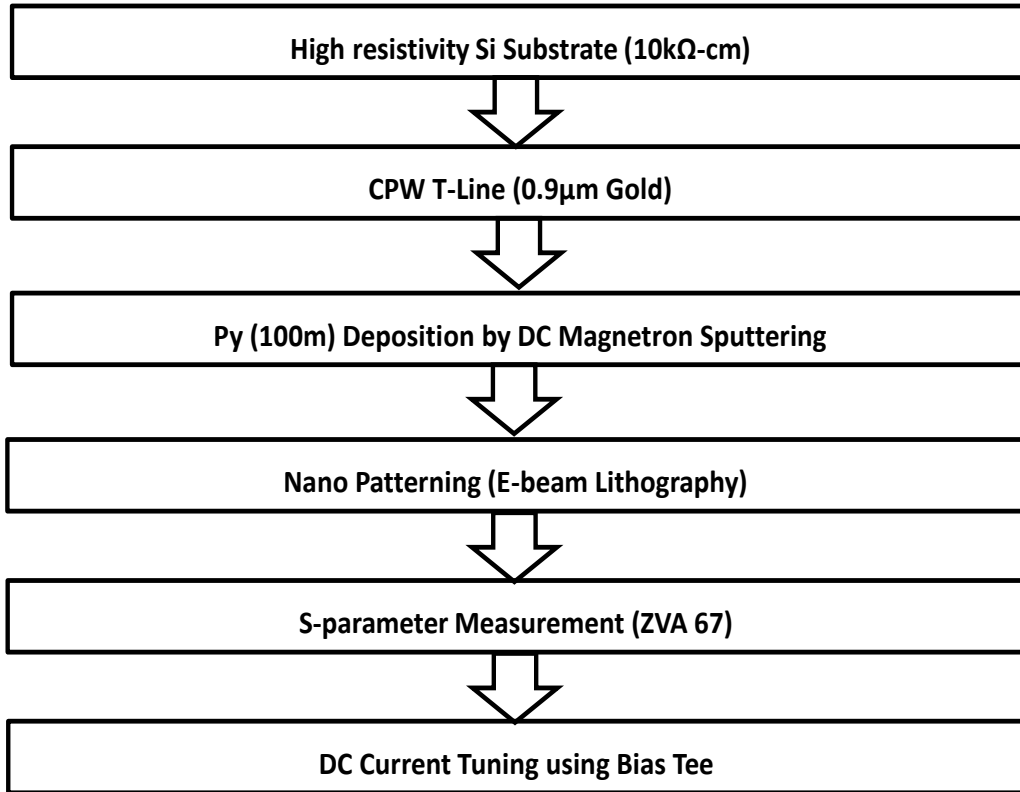 High resistivity Si Substrate (10kΩ-cm)
CPW T-Line (0.9μm Gold)
Py (100m) Deposition by DC Magnetron Sputtering
Nano Patterning (E-beam Lithography)
S-parameter Measurement (ZVA 67)
DC Current Tuning using Bias Tee